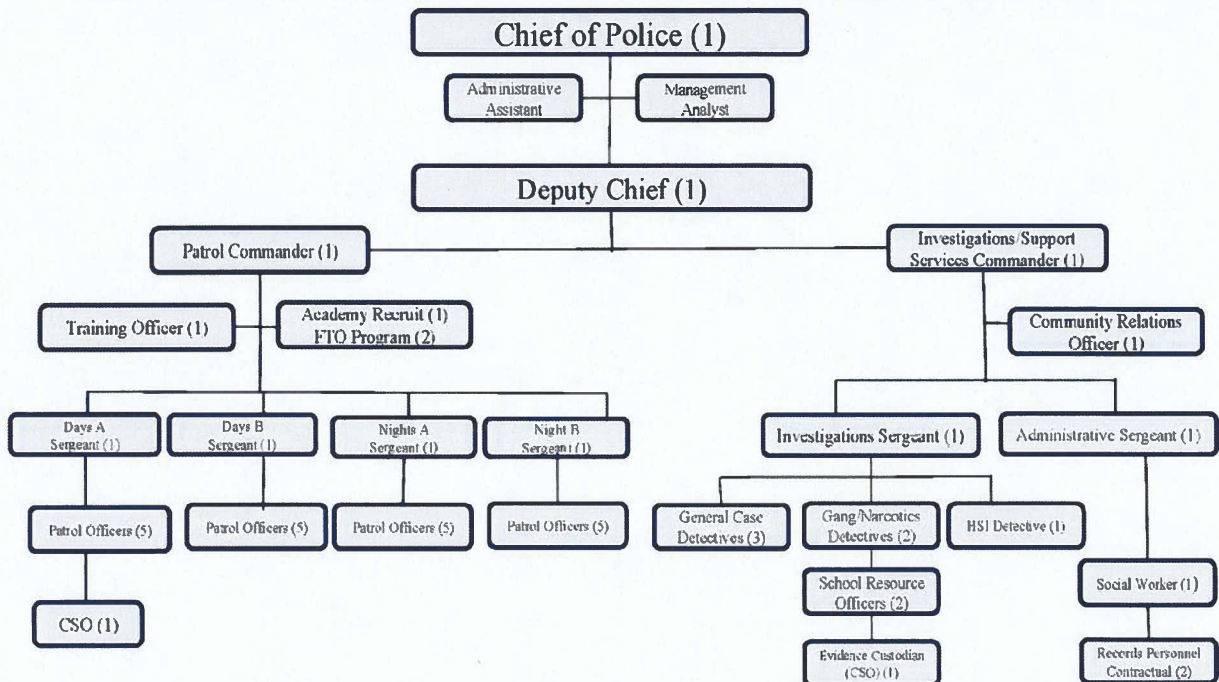 Chief of Police (1)
Administrative
Assistant
Management
Analyst
Deputy Chief (1)
Patrol Commander (1)
Investigations/Support
Services Commander (1)
Training Officer (1)
Academy Recruit (1)
FTO Program (2)
Community Relations
Officer (1)
Days A
Sergeant (1)
Days B
Sergeant (1)
Nights A
Sergeant (1)
Night B
Sergeant (1)
Investigations Sergeant (1)
Administrative Sergeant (1)
Patrol Officers (5)
Patrol Officers (5)
Patrol Officers (5)
Patrol Officers (5)
General Case
Detectives (3)
Gang/Narcotics
Detectives (2)
HSI Detective (1)
CSO (1)
School Resource
Officers (2)
Social Worker (1)
Evidence Custodian
(CSO) (1)
Records Personnel
Contractual (2)